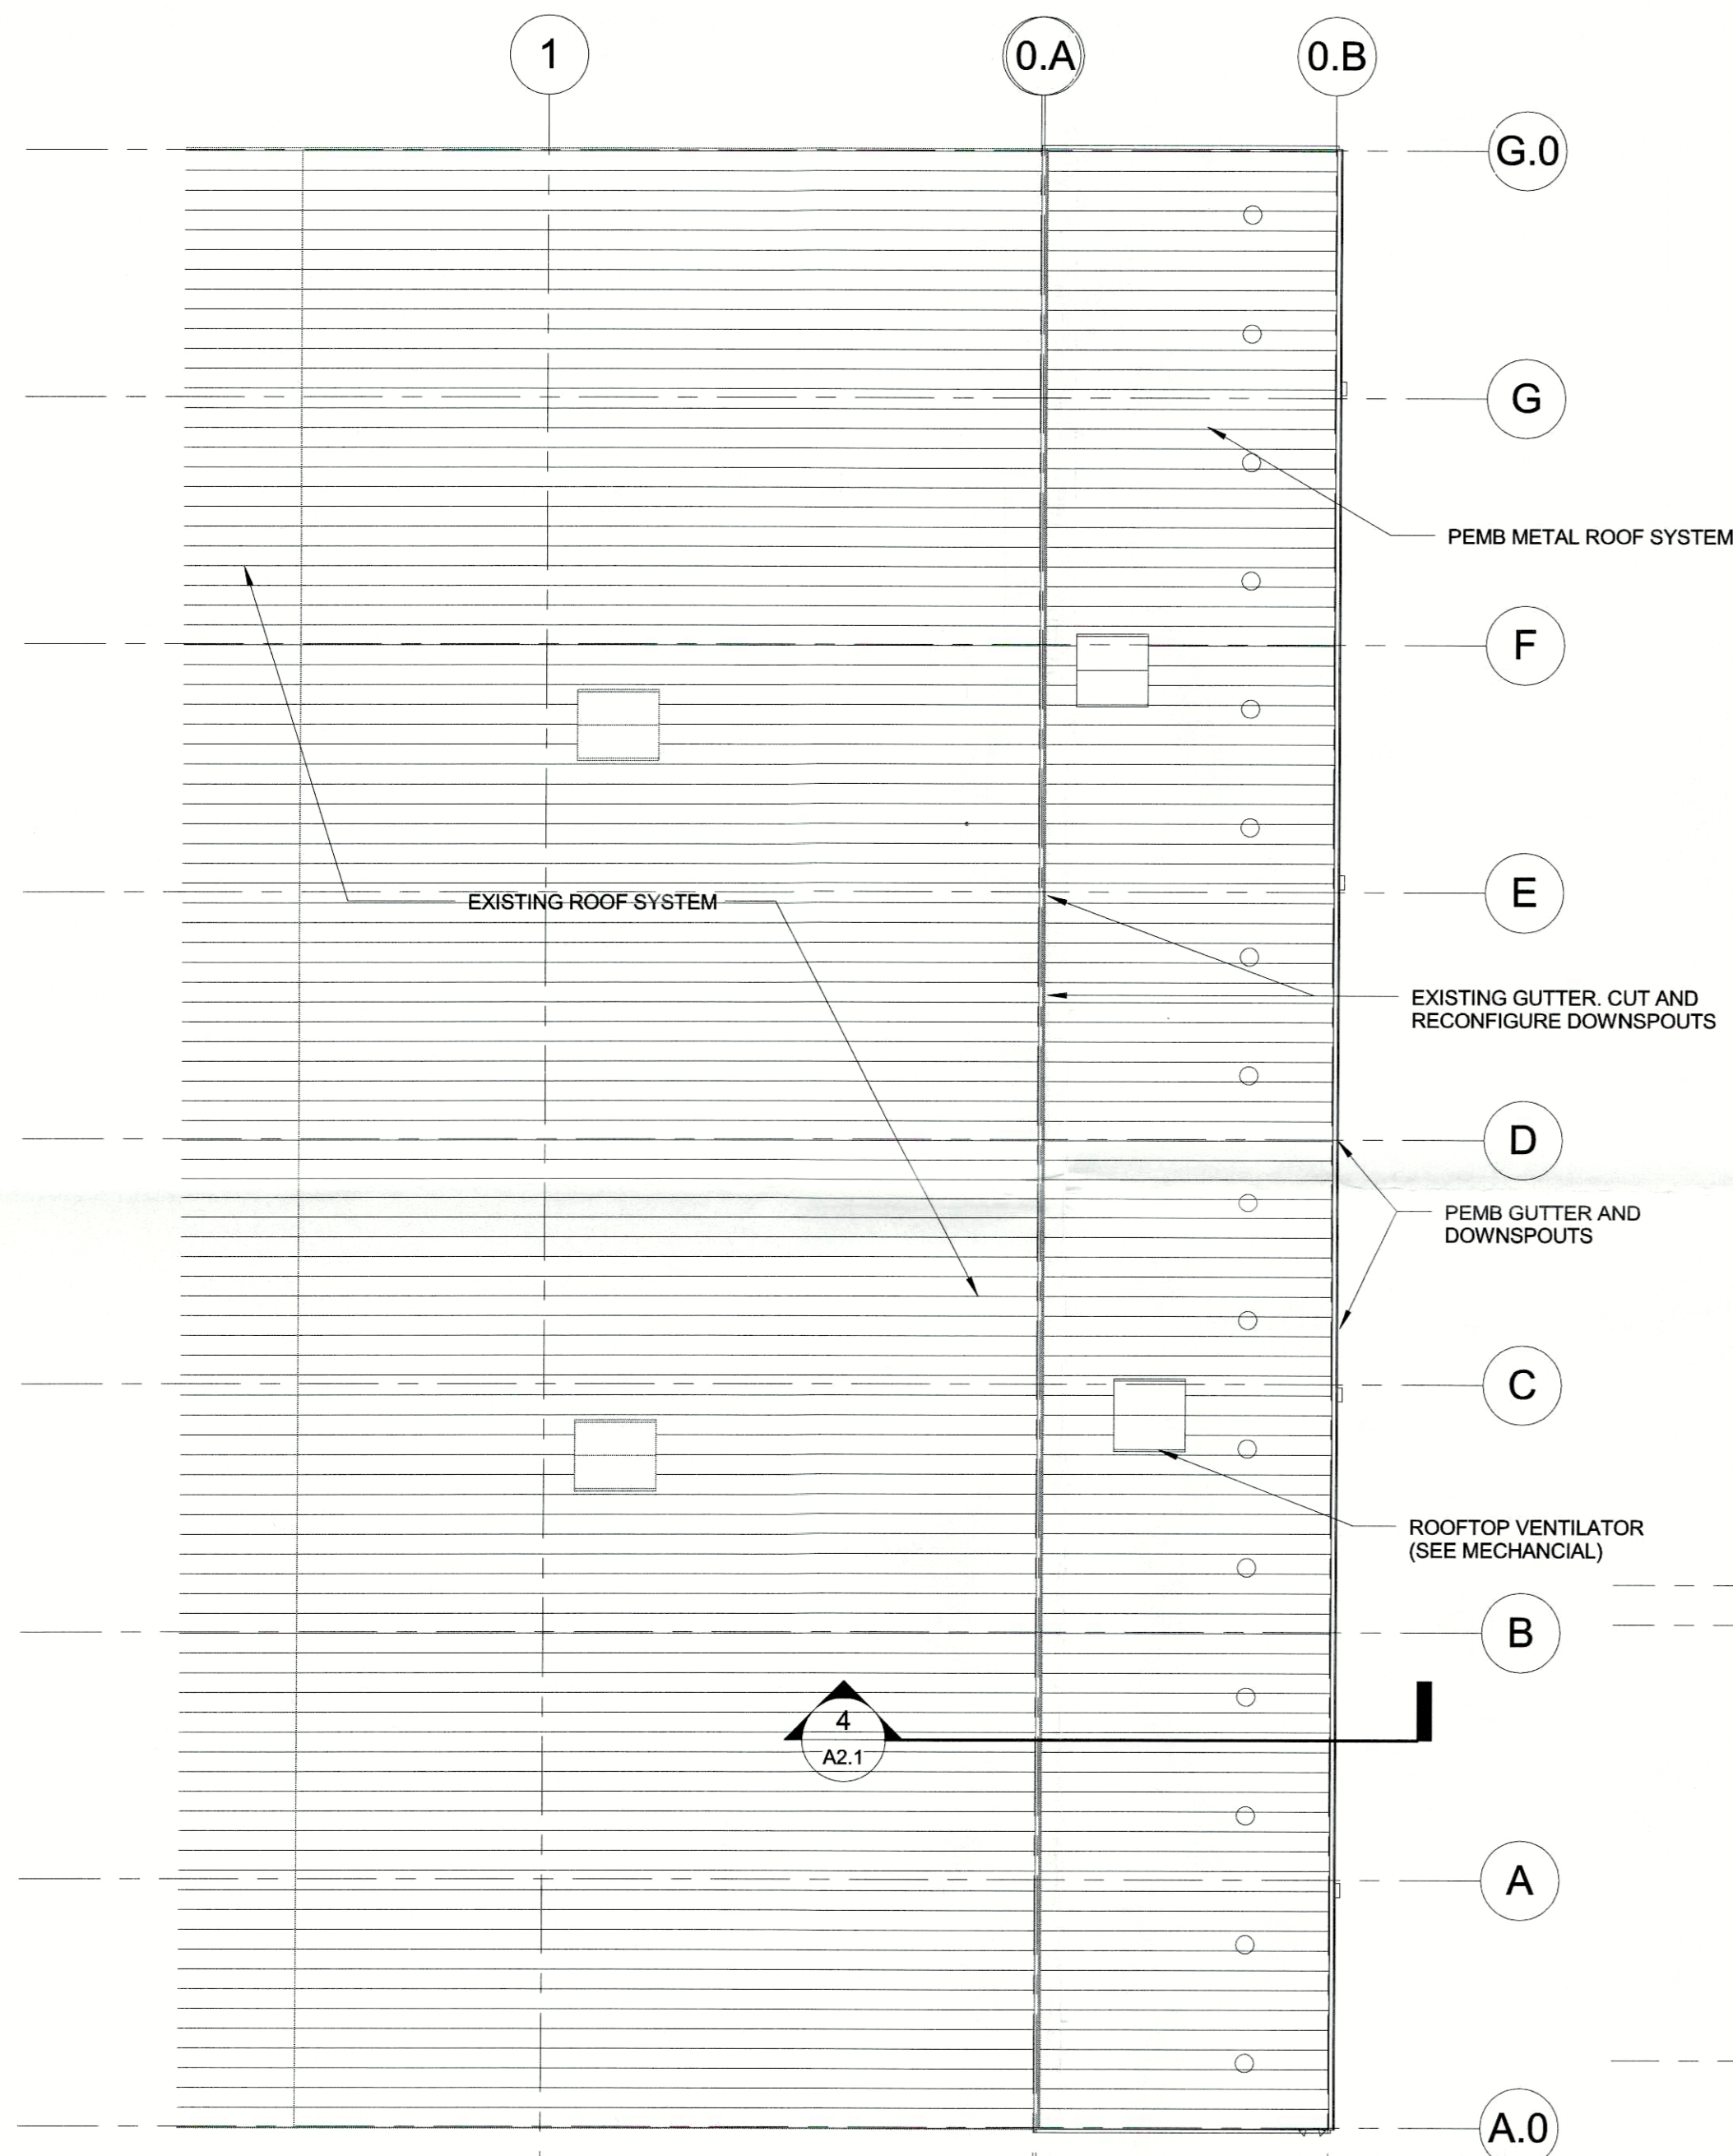 1
0.A
0.B
G.0
G
PEMB METAL ROOF SYSTEM
F
EXISTING ROOF SYSTEM
E
EXISTING GUTTER. CUT AND
RECONFIGURE DOWNSPOUTS
D
PEMB GUTTER AND
DOWNSPOUTS
C
ROOFTOP VENTILATOR
(SEE MECHANCIAL)
B
4
A2.1
A
A.0